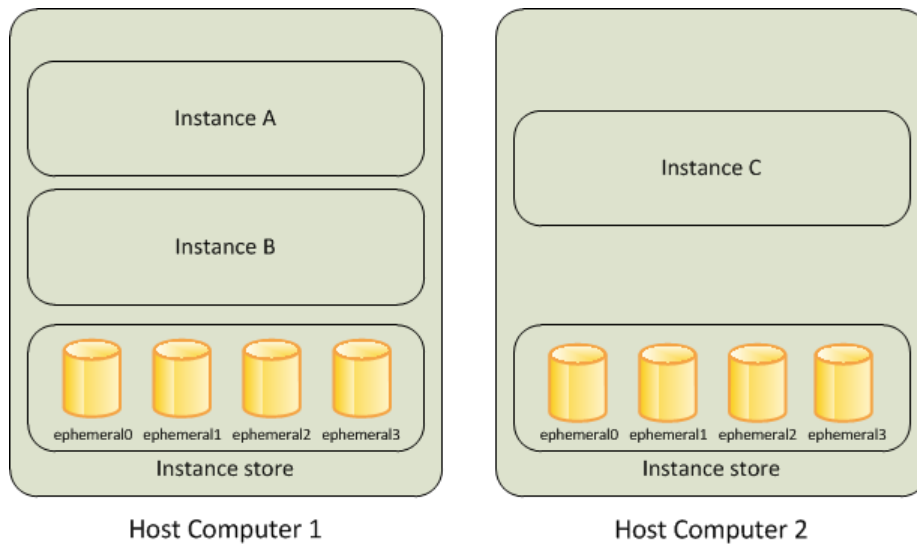 Instance A
Instance B
ephemeral0 ephemeral1 ephemeral2 ephemeral3
Instance store
Host Computer 1
Instance C
ephemeral0 ephemeral1 ephemeral2 ephemeral3
Instance store
Host Computer 2